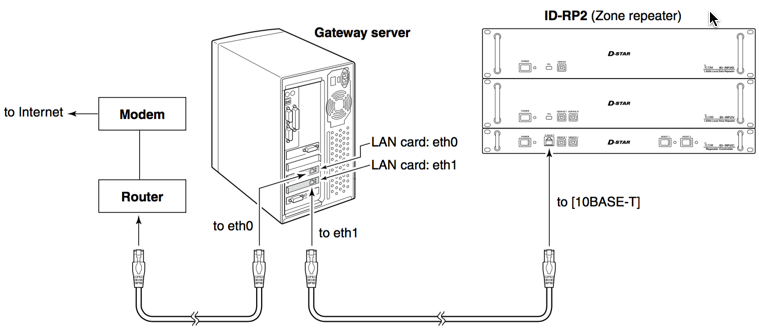 Gateway server
ID-RP2 (Zone repeater)
D-STAR
to Internet
Modem
D-STAR
LAN card: eth0
D-STAR
LAN card: eth1
Router
to [10BASE-T]
to eth0
to eth1